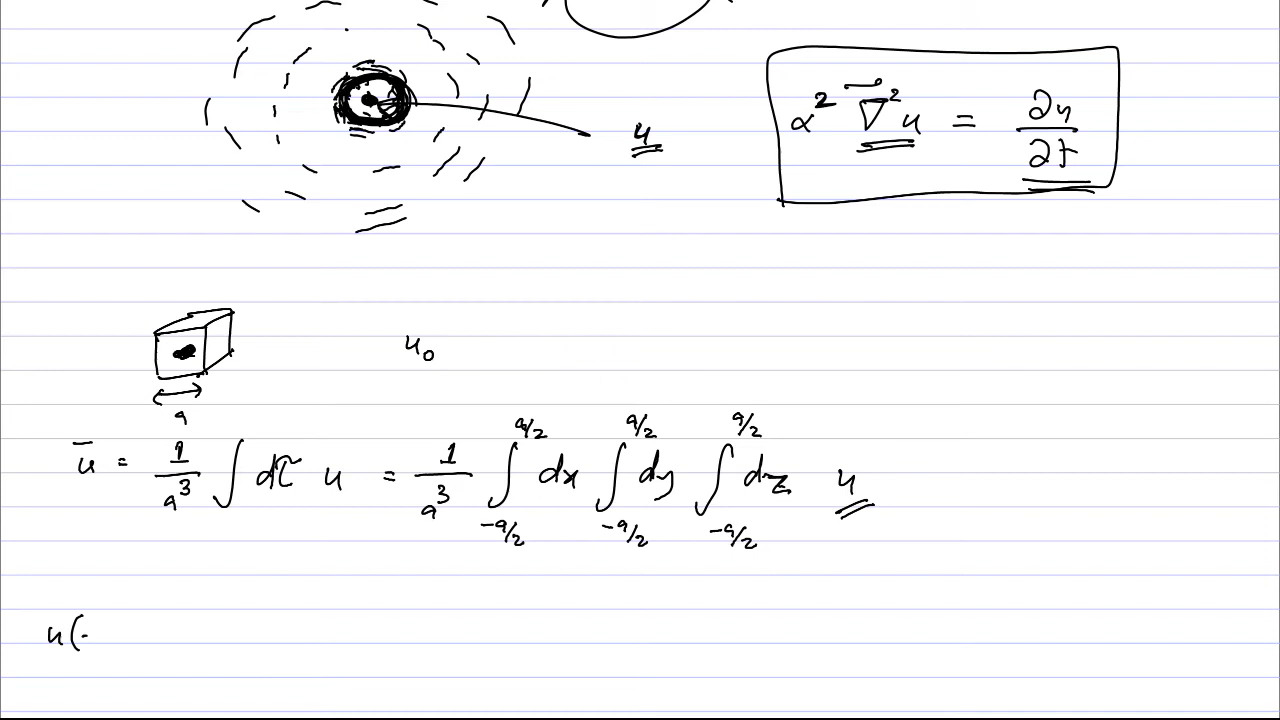 α² ∇²u = ∂u/∂t
u
u₀
a
ū = 1/a³ ∫ dτ u = 1/a³ ∫_{-a/2}^{a/2} dx ∫_{-a/2}^{a/2} dy ∫_{-a/2}^{a/2} dz u
u(-